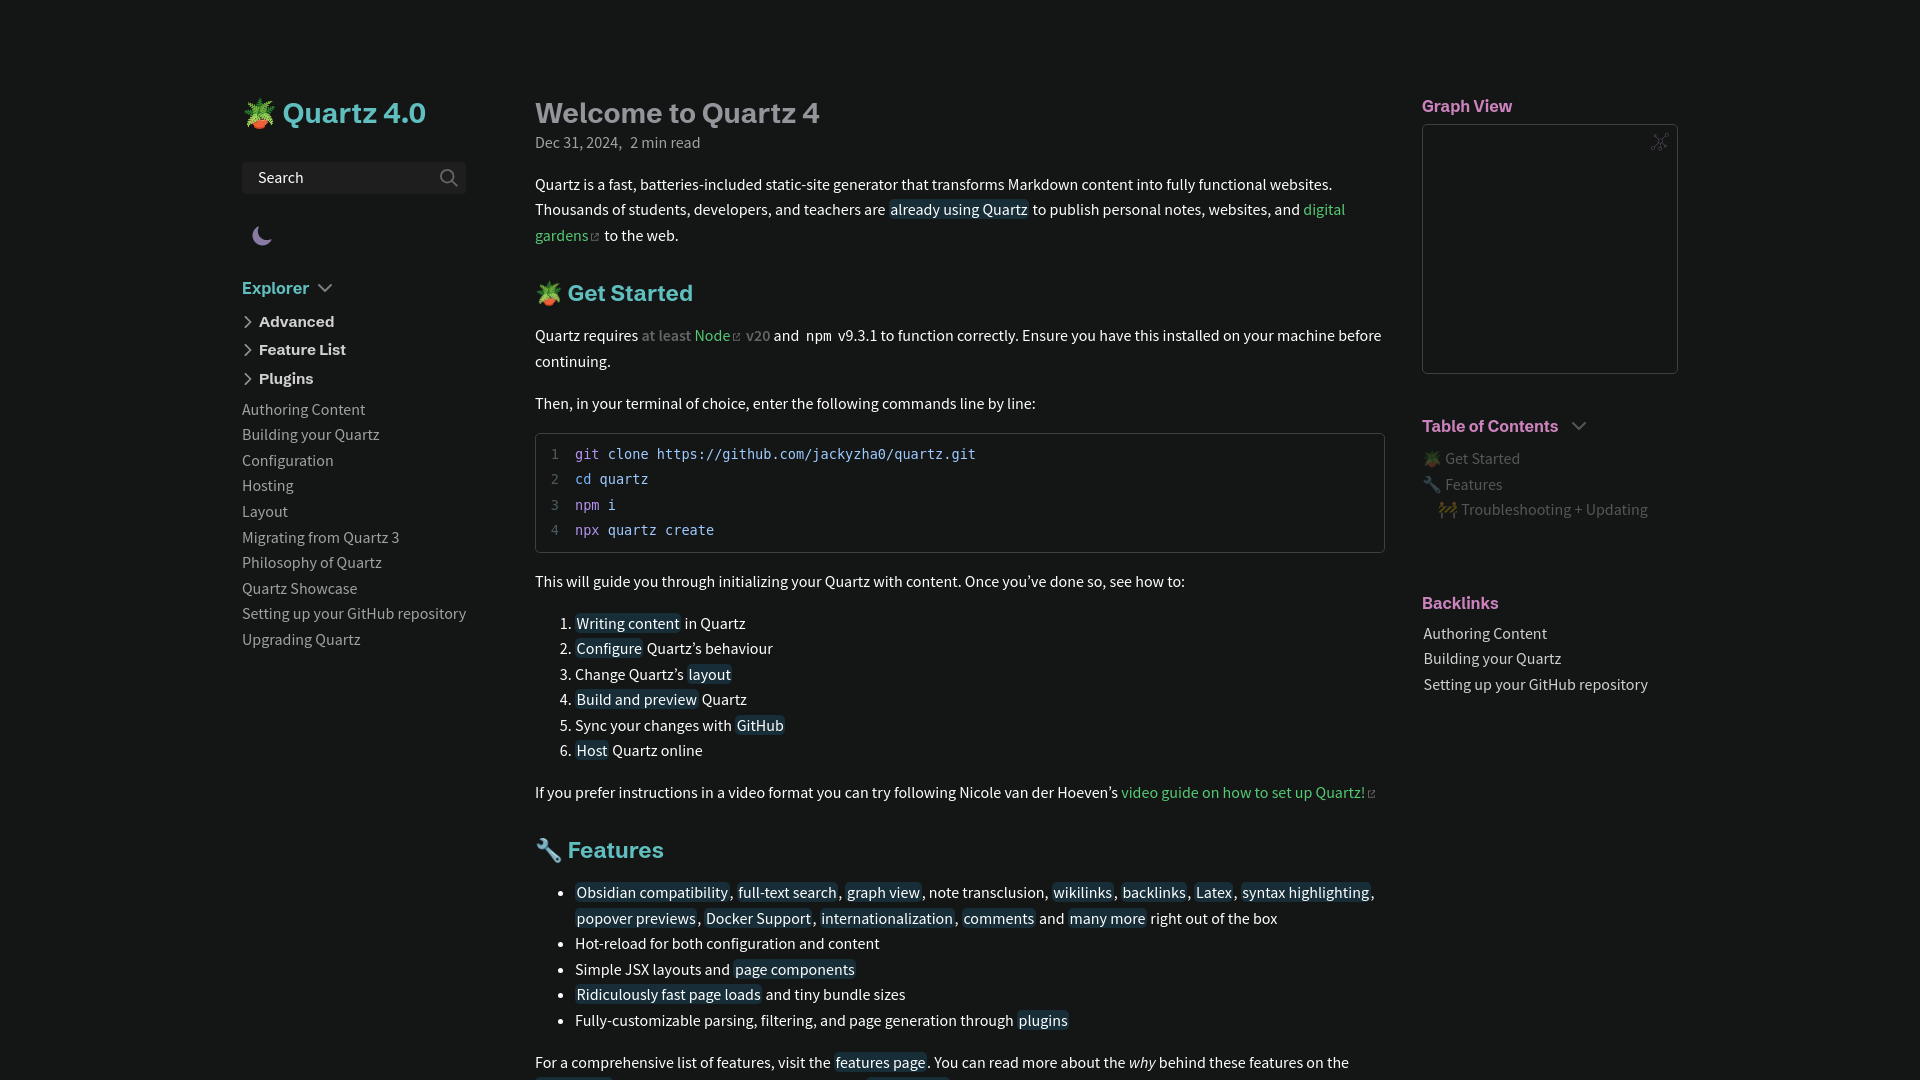 🪴 Quartz 4.0
Search
Explorer
Advanced
Feature List
Plugins
Authoring Content
Building your Quartz
Configuration
Hosting
Layout
Migrating from Quartz 3
Philosophy of Quartz
Quartz Showcase
Setting up your GitHub repository
Upgrading Quartz
Welcome to Quartz 4
Dec 31, 2024, 2 min read
Quartz is a fast, batteries-included static-site generator that transforms Markdown content into fully functional websites.
Thousands of students, developers, and teachers are already using Quartz to publish personal notes, websites, and digital
gardens to the web.
🪴 Get Started
Quartz requires at least Node v20 and npm v9.3.1 to function correctly. Ensure you have this installed on your machine before
continuing.
Then, in your terminal of choice, enter the following commands line by line:
1 git clone https://github.com/jackyzha0/quartz.git
2 cd quartz
3 npm i
4 npx quartz create
This will guide you through initializing your Quartz with content. Once you’ve done so, see how to:
1. Writing content in Quartz
2. Configure Quartz’s behaviour
3. Change Quartz’s layout
4. Build and preview Quartz
5. Sync your changes with GitHub
6. Host Quartz online
If you prefer instructions in a video format you can try following Nicole van der Hoeven’s video guide on how to set up Quartz!
🔧 Features
• Obsidian compatibility, full-text search, graph view, note transclusion, wikilinks, backlinks, Latex, syntax highlighting,
popover previews, Docker Support, internationalization, comments and many more right out of the box
• Hot-reload for both configuration and content
• Simple JSX layouts and page components
• Ridiculously fast page loads and tiny bundle sizes
• Fully-customizable parsing, filtering, and page generation through plugins
For a comprehensive list of features, visit the features page. You can read more about the why behind these features on the
Graph View
Table of Contents
🪴 Get Started
🔧 Features
🚧 Troubleshooting + Updating
Backlinks
Authoring Content
Building your Quartz
Setting up your GitHub repository